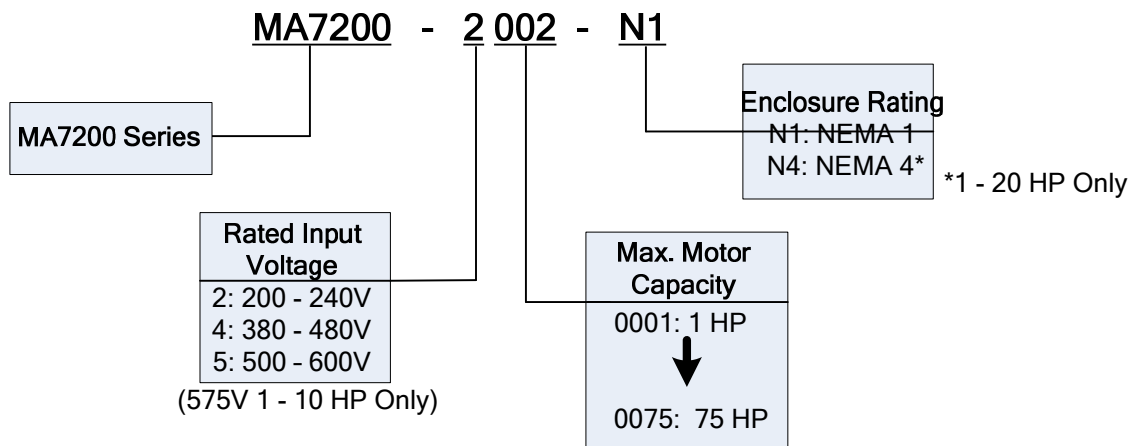 MA7200 - 2 002 - N1
MA7200 Series
Enclosure Rating
N1: NEMA 1
N4: NEMA 4*
*1 - 20 HP Only
Rated Input
Voltage
2: 200 - 240V
4: 380 - 480V
5: 500 - 600V
(575V 1 - 10 HP Only)
Max. Motor
Capacity
0001: 1 HP
0075: 75 HP